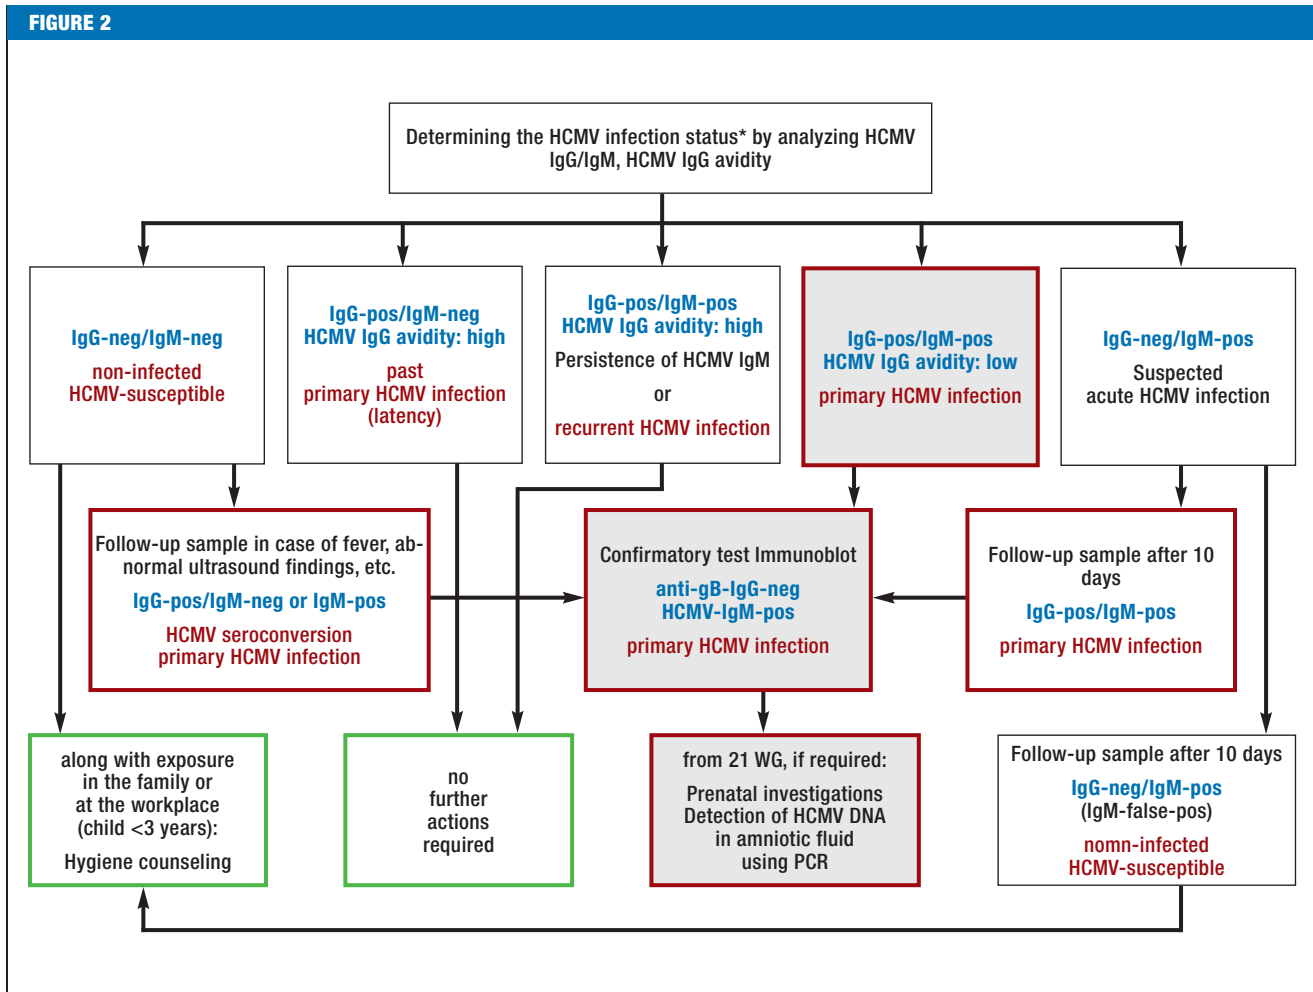 FIGURE 2
Determining the HCMV infection status* by analyzing HCMV
IgG/IgM, HCMV IgG avidity
IgG-neg/IgM-neg
non-infected
HCMV-susceptible
IgG-pos/IgM-neg
HCMV IgG avidity: high
past
primary HCMV infection
(latency)
IgG-pos/IgM-pos
HCMV IgG avidity: high
Persistence of HCMV IgM
or
recurrent HCMV infection
IgG-pos/IgM-pos
HCMV IgG avidity: low
primary HCMV infection
IgG-neg/IgM-pos
Suspected
acute HCMV infection
Follow-up sample in case of fever, ab-
normal ultrasound findings, etc.
IgG-pos/IgM-neg or IgM-pos
HCMV seroconversion
primary HCMV infection
Confirmatory test Immunoblot
anti-gB-IgG-neg
HCMV-IgM-pos
primary HCMV infection
Follow-up sample after 10
days
IgG-pos/IgM-pos
primary HCMV infection
along with exposure
in the family or
at the workplace
(child <3 years):
Hygiene counseling
no
further
actions
required
from 21 WG, if required:
Prenatal investigations
Detection of HCMV DNA
in amniotic fluid
using PCR
Follow-up sample after 10 days
IgG-neg/IgM-pos
(IgM-false-pos)
nomn-infected
HCMV-susceptible